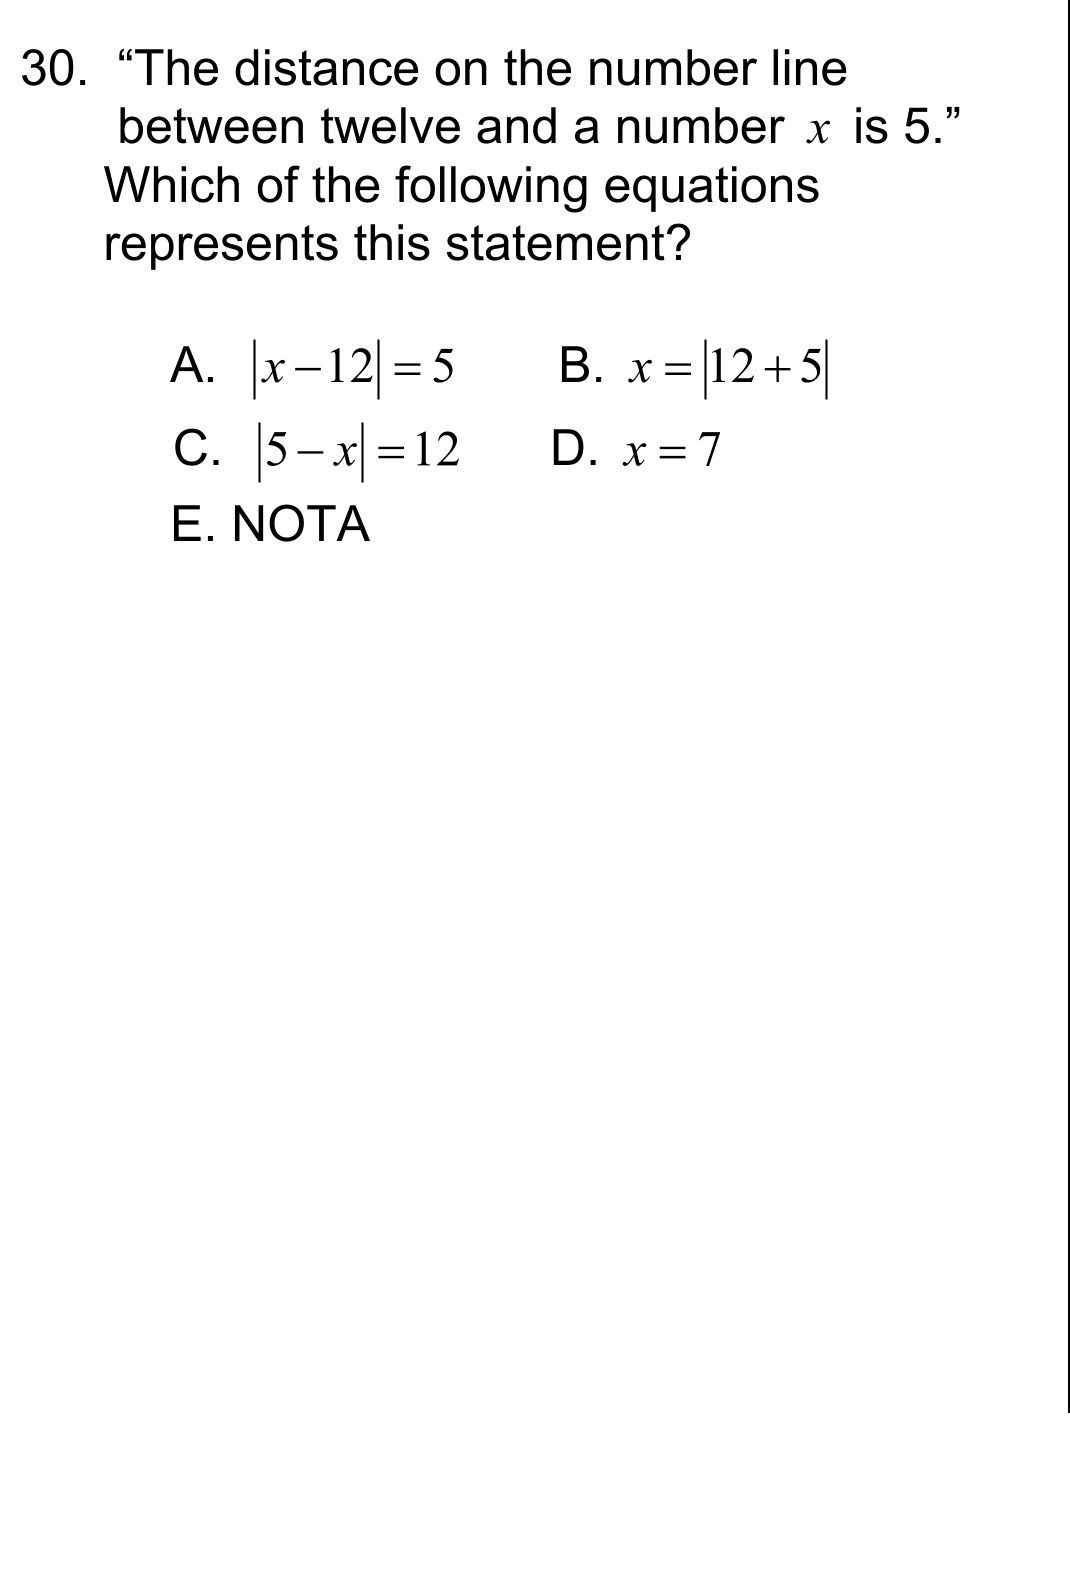 30. “The distance on the number line
between twelve and a number x is 5.”
Which of the following equations
represents this statement?
A. |x−12| = 5 B. x = |12+5|
C. |5−x| = 12 D. x = 7
E. NOTA